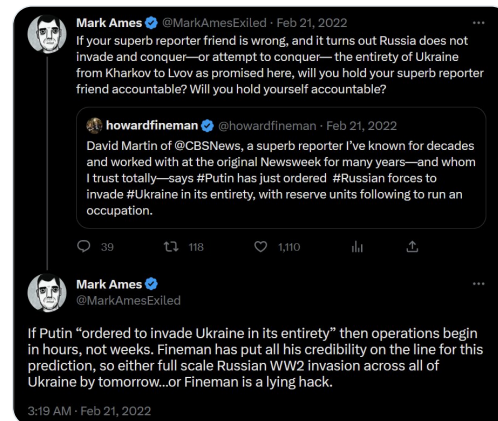 Mark Ames @MarkAmesExiled · Feb 21, 2022
If your superb reporter friend is wrong, and it turns out Russia does not
invade and conquer—or attempt to conquer— the entirety of Ukraine
from Kharkov to Lvov as promised here, will you hold your superb reporter
friend accountable? Will you hold yourself accountable?
howardfineman @howardfineman · Feb 21, 2022
David Martin of @CBSNews, a superb reporter I've known for decades
and worked with at the original Newsweek for many years—and whom
I trust totally—says #Putin has just ordered #Russian forces to
invade #Ukraine in its entirety, with reserve units following to run an
occupation.
39 118 1,110
Mark Ames
@MarkAmesExiled
If Putin “ordered to invade Ukraine in its entirety” then operations begin
in hours, not weeks. Fineman has put all his credibility on the line for this
prediction, so either full scale Russian WW2 invasion across all of
Ukraine by tomorrow...or Fineman is a lying hack.
3:19 AM · Feb 21, 2022